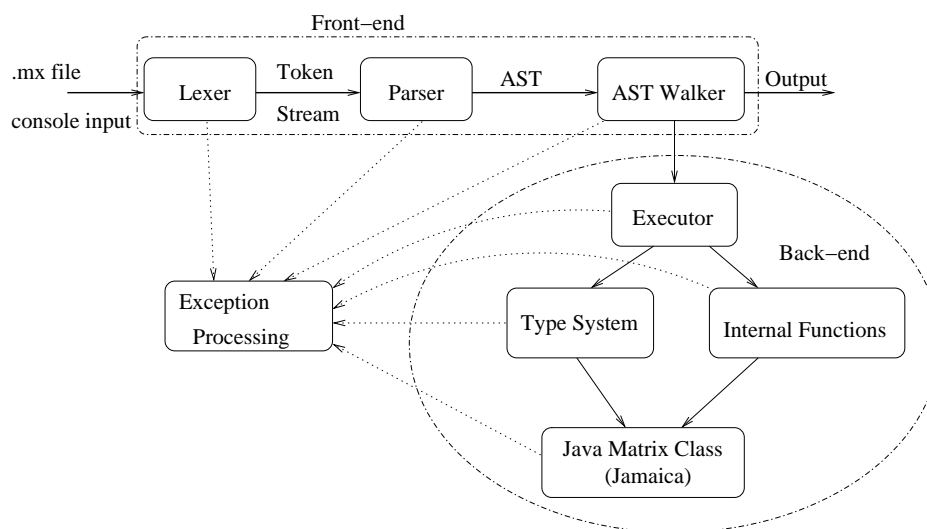 Front−end
.mx file
console input
Lexer
Token
Stream
Parser
AST
AST Walker
Output
Executor
Back−end
Exception
Processing
Type System
Internal Functions
Java Matrix Class
(Jamaica)